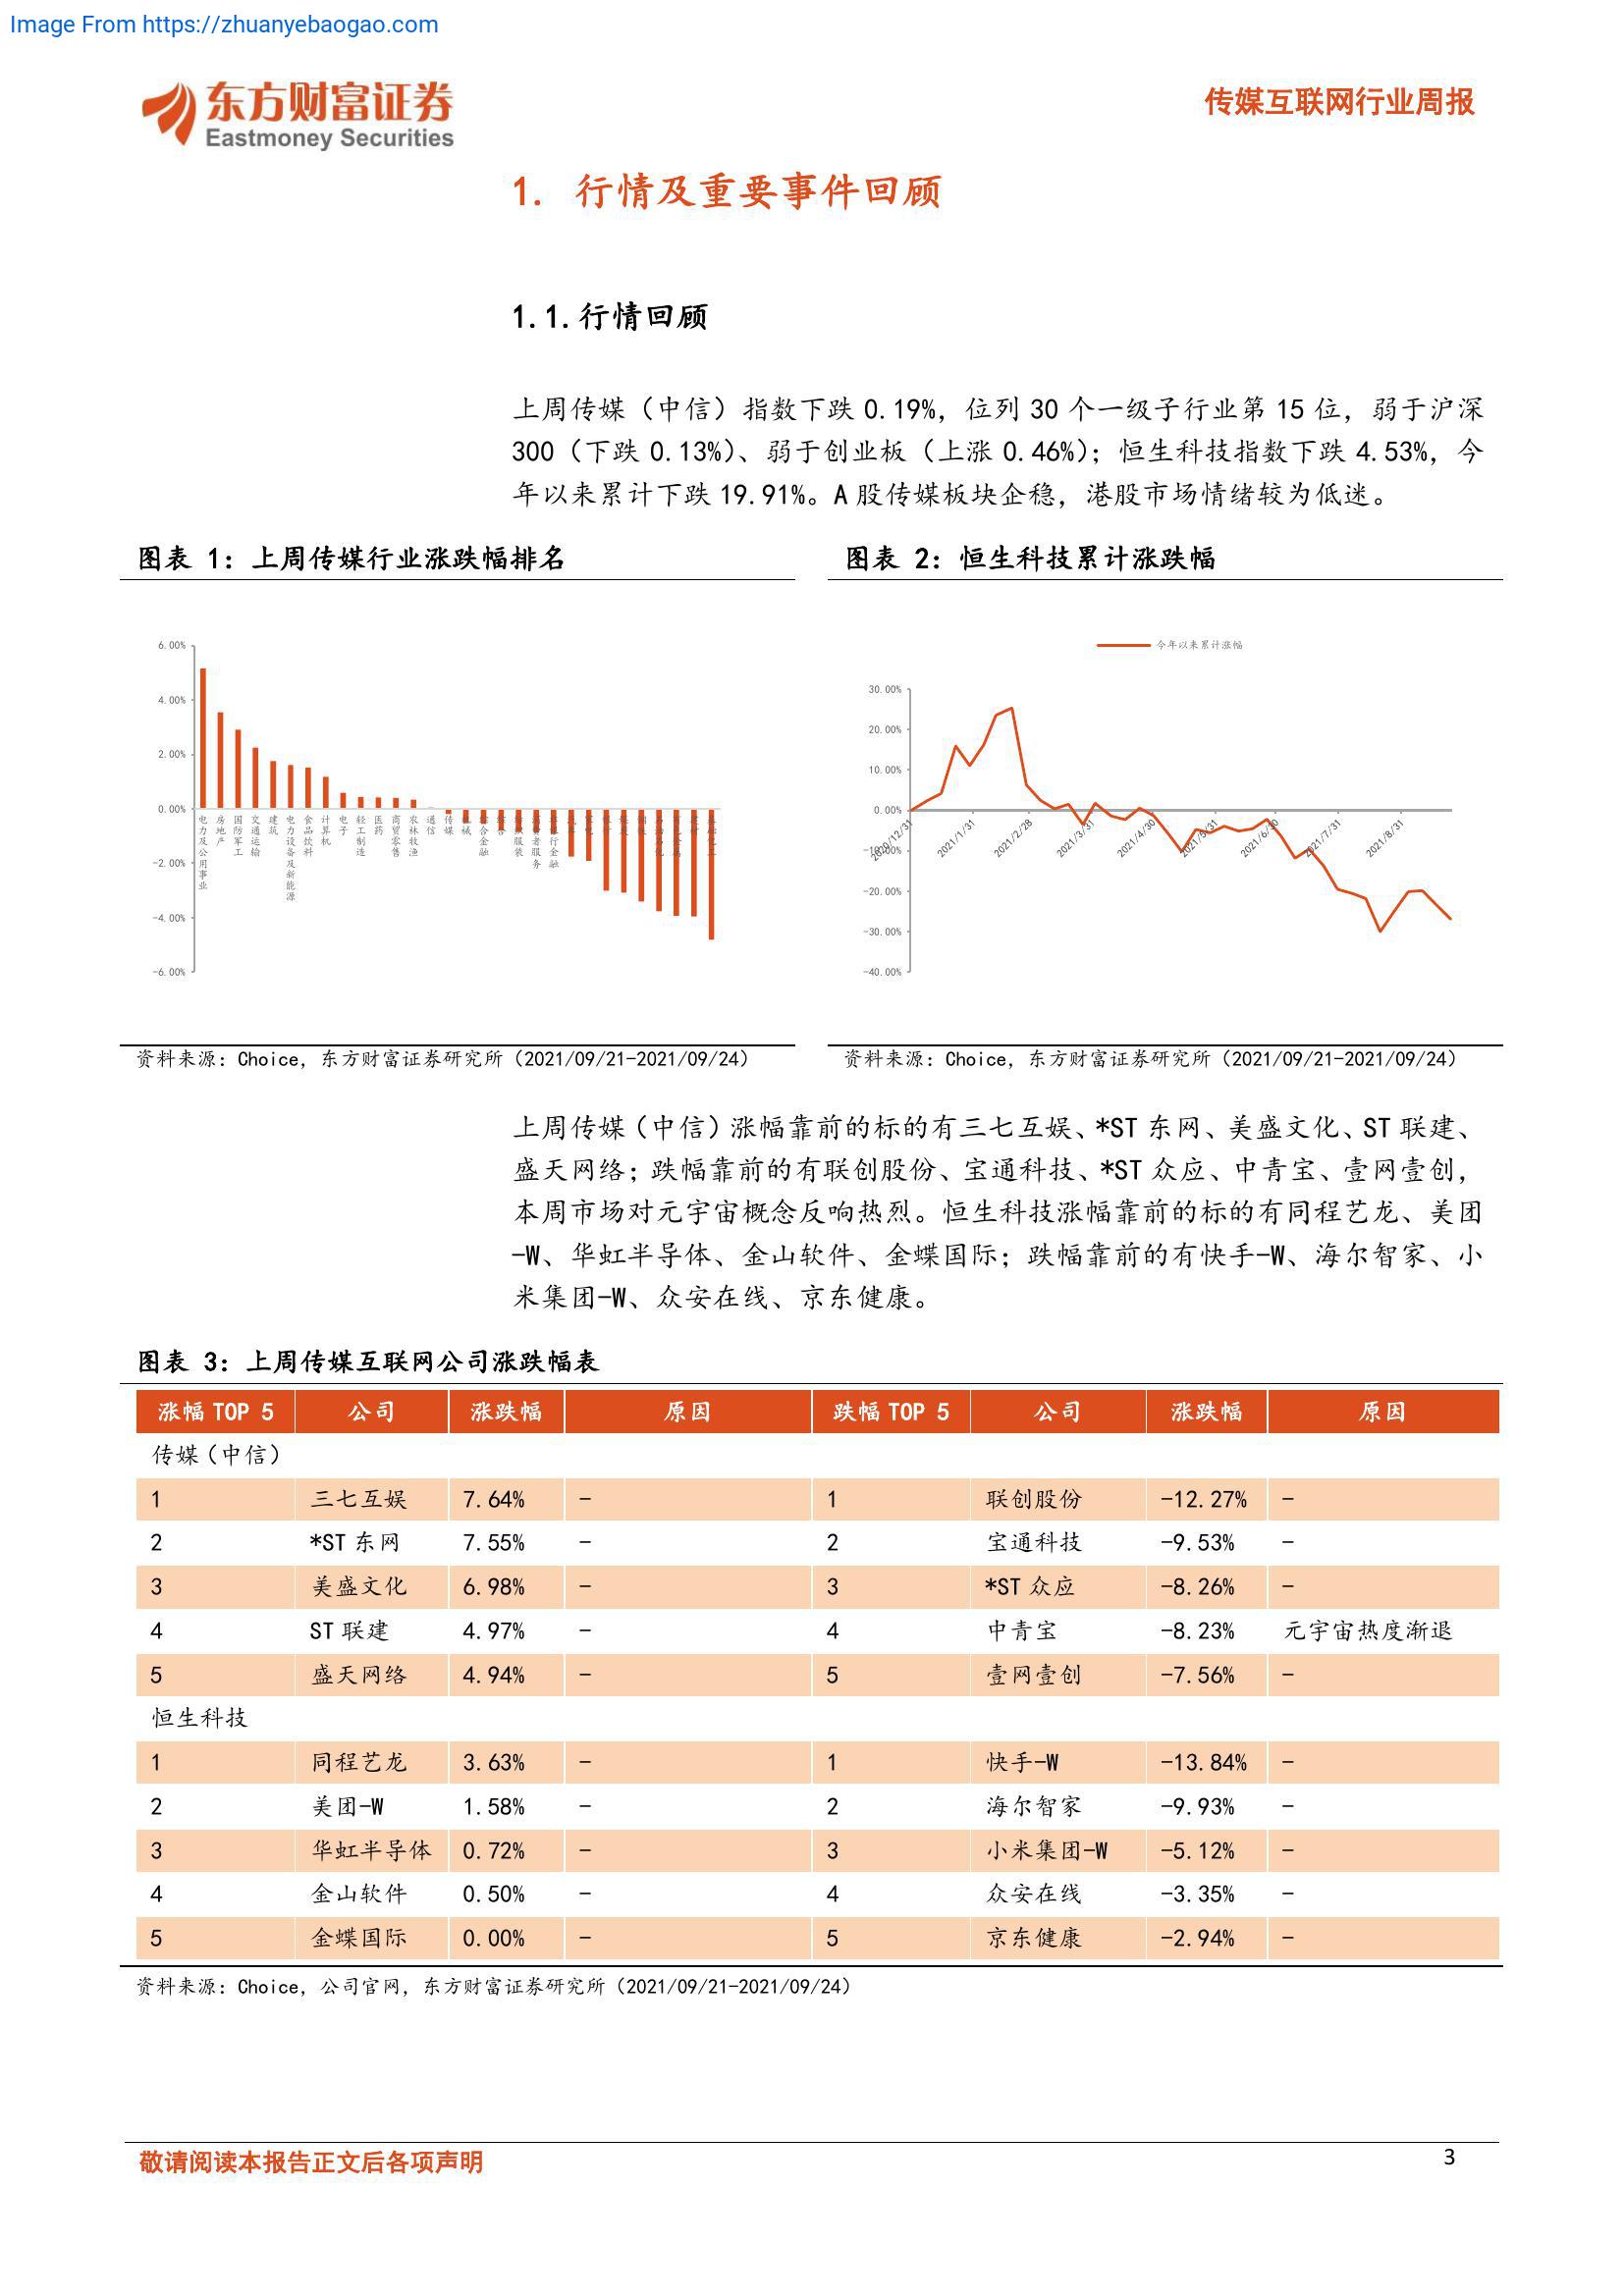 Image From https://zhuanyebaogao.com
东方财富证券
Eastmoney Securities
传媒互联网行业周报
1. 行情及重要事件回顾
1.1.行情回顾
上周传媒（中信）指数下跌 0.19%，位列 30 个一级子行业第 15 位，弱于沪深
300（下跌 0.13%）、弱于创业板（上涨 0.46%）；恒生科技指数下跌 4.53%，今
年以来累计下跌 19.91%。A 股传媒板块企稳，港股市场情绪较为低迷。
图表 1：上周传媒行业涨跌幅排名
6.00%
4.00%
2.00%
0.00%
-2.00%
-4.00%
-6.00%
电力及公用事业
房地产
国防军工
交通运输
建筑
电力设备及新能源
食品饮料
计算机
电子
轻工制造
医药
商贸零售
农林牧渔
通信
传媒
资料来源：Choice，东方财富证券研究所（2021/09/21-2021/09/24）
图表 2：恒生科技累计涨跌幅
今年以来累计涨幅
30.00%
20.00%
10.00%
0.00%
-10.00%
-20.00%
-30.00%
-40.00%
2020/12/31
2021/1/31
2021/2/28
2021/3/31
2021/4/30
2021/5/31
2021/6/30
2021/7/31
2021/8/31
资料来源：Choice，东方财富证券研究所（2021/09/21-2021/09/24）
上周传媒（中信）涨幅靠前的标的有三七互娱、*ST 东网、美盛文化、ST 联建、
盛天网络；跌幅靠前的有联创股份、宝通科技、*ST 众应、中青宝、壹网壹创，
本周市场对元宇宙概念反响热烈。恒生科技涨幅靠前的标的有同程艺龙、美团
-W、华虹半导体、金山软件、金蝶国际；跌幅靠前的有快手-W、海尔智家、小
米集团-W、众安在线、京东健康。
图表 3：上周传媒互联网公司涨跌幅表
涨幅 TOP 5 公司 涨跌幅 原因 跌幅 TOP 5 公司 涨跌幅 原因
传媒（中信）
1 三七互娱 7.64% - 1 联创股份 -12.27% -
2 *ST 东网 7.55% - 2 宝通科技 -9.53% -
3 美盛文化 6.98% - 3 *ST 众应 -8.26% -
4 ST 联建 4.97% - 4 中青宝 -8.23% 元宇宙热度渐退
5 盛天网络 4.94% - 5 壹网壹创 -7.56% -
恒生科技
1 同程艺龙 3.63% - 1 快手-W -13.84% -
2 美团-W 1.58% - 2 海尔智家 -9.93% -
3 华虹半导体 0.72% - 3 小米集团-W -5.12% -
4 金山软件 0.50% - 4 众安在线 -3.35% -
5 金蝶国际 0.00% - 5 京东健康 -2.94% -
资料来源：Choice，公司官网，东方财富证券研究所（2021/09/21-2021/09/24）
敬请阅读本报告正文后各项声明
3